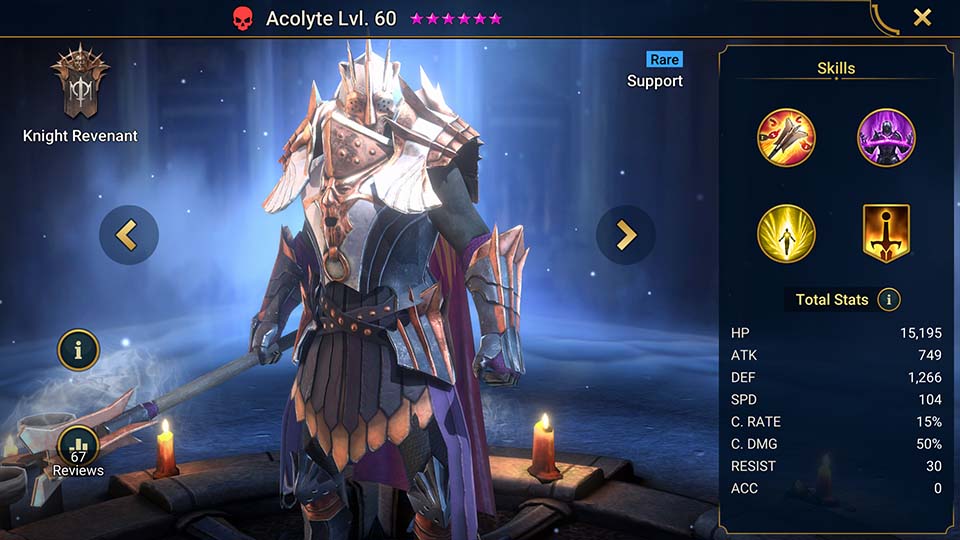 Acolyte Lvl. 60
Knight Revenant
Rare
Support
67
Reviews
Skills
Total Stats i
HP 15,195
ATK 749
DEF 1,266
SPD 104
C. RATE 15%
C. DMG 50%
RESIST 30
ACC 0
i